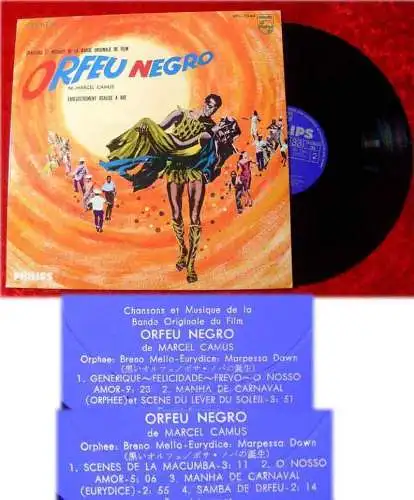 CHANSONS ET MUSIQUE DE LA BANDE ORIGINALE DU FILM
ORFEU NEGRO
DE MARCEL CAMUS
ENREGISTREMENT REALISE A RIO
PHILIPS
Chansons et Musique de la
Bande Originale du Film
ORFEU NEGRO
de MARCEL CAMUS
Orphee: Breno Mello-Eurydice: Marpessa Dawn
(黒いオルフェ/ボサ・ノバの誕生)
1. GENERIQUE~FELICIDADE~FREVO~O NOSSO
AMOR-9: 23 2. MANHA DE CARNAVAL
(ORPHEE)et SCENE DU LEVER DU SOLEIL-3: 51
ORFEU NEGRO
de MARCEL CAMUS
Orphee: Breno Mello-Eurydice: Marpessa Dawn
(黒いオルフェ/ボサ・ノバの誕生)
1. SCENES DE LA MACUMBA-3: 11 2. O NOSSO
AMOR-5: 06 3. MANHA DE CARNAVAL
(EURYDICE)-2: 55 4. SAMBA DE ORFEU-2: 14